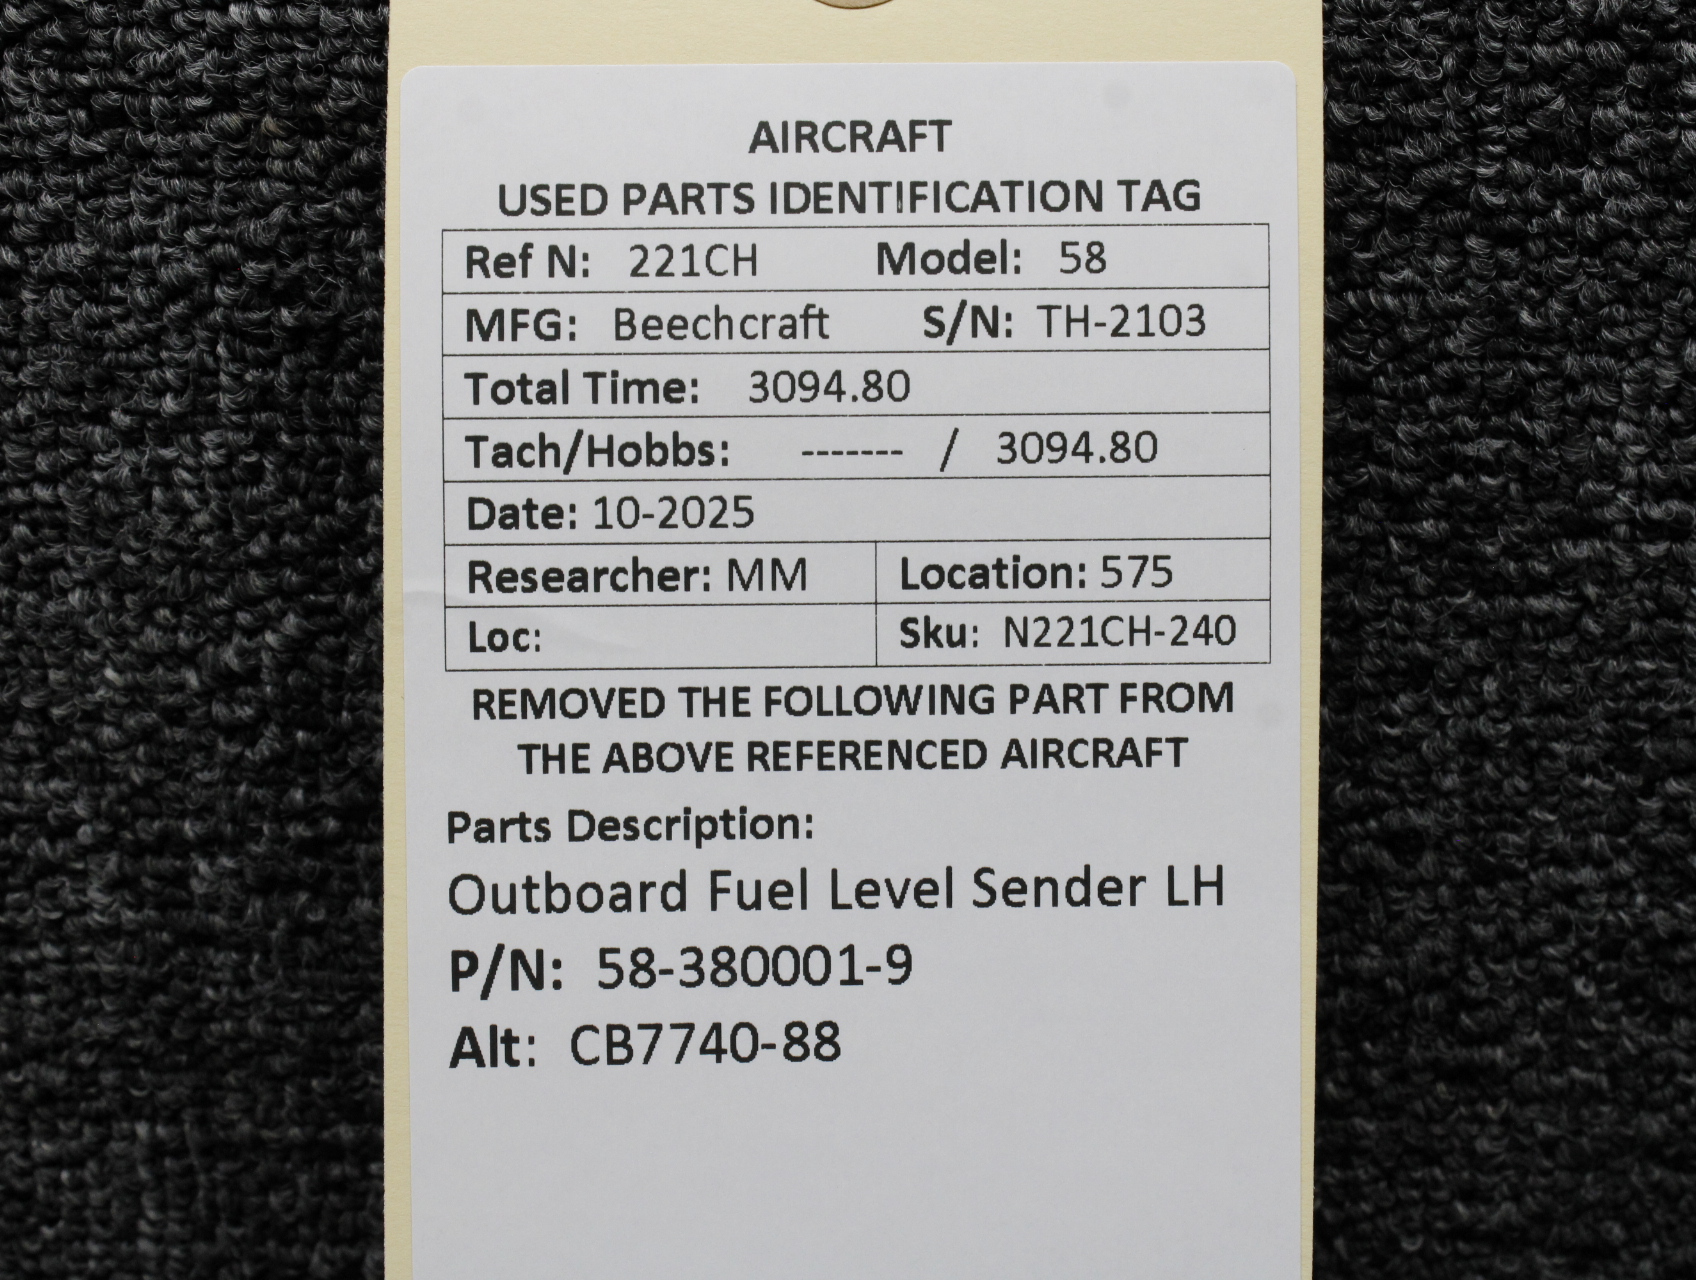 AIRCRAFT
USED PARTS IDENTIFICATION TAG
Ref N: 221CH Model: 58
MFG: Beechcraft S/N: TH-2103
Total Time: 3094.80
Tach/Hobbs: ------- / 3094.80
Date: 10-2025
Researcher: MM Location: 575
Loc: Sku: N221CH-240
REMOVED THE FOLLOWING PART FROM
THE ABOVE REFERENCED AIRCRAFT
Parts Description:
Outboard Fuel Level Sender LH
P/N: 58-380001-9
Alt: CB7740-88